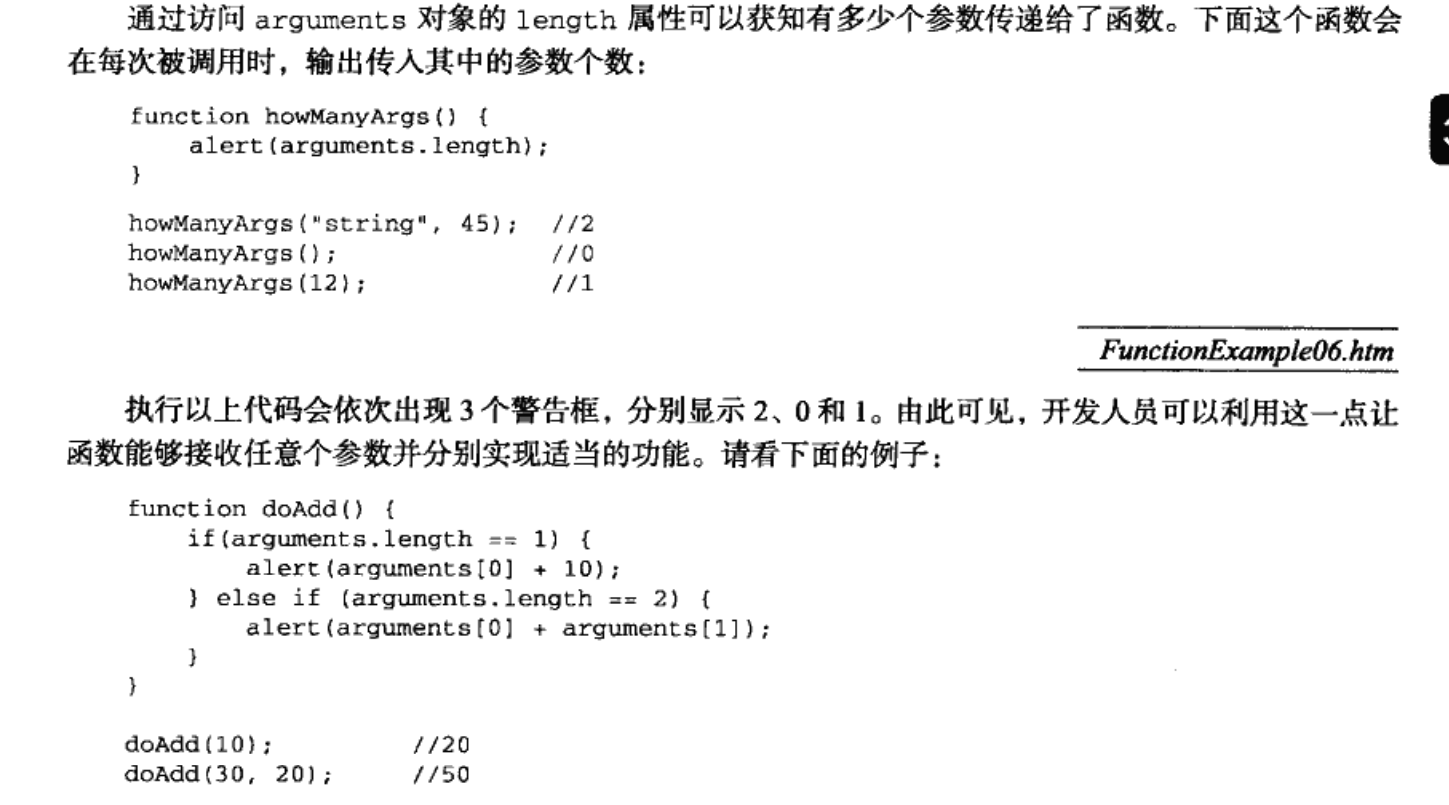 通过访问 arguments 对象的 length 属性可以获知有多少个参数传递给了函数。下面这个函数会
在每次被调用时，输出传入其中的参数个数：
function howManyArgs() {
    alert(arguments.length);
}
howManyArgs("string", 45);  //2
howManyArgs();              //0
howManyArgs(12);            //1
FunctionExample06.htm
执行以上代码会依次出现 3 个警告框，分别显示 2、0 和 1。由此可见，开发人员可以利用这一点让
函数能够接收任意个参数并分别实现适当的功能。请看下面的例子：
function doAdd() {
    if(arguments.length == 1) {
        alert(arguments[0] + 10);
    } else if (arguments.length == 2) {
        alert(arguments[0] + arguments[1]);
    }
}
doAdd(10);         //20
doAdd(30, 20);     //50